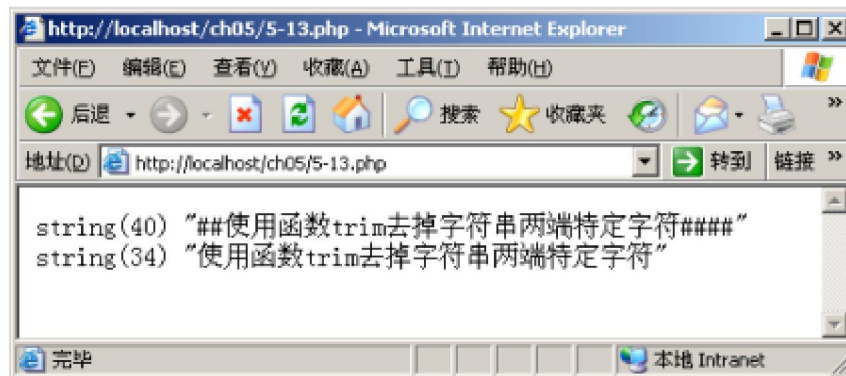 http://localhost/ch05/5-13.php - Microsoft Internet Explorer
文件(F) 编辑(E) 查看(V) 收藏(A) 工具(T) 帮助(H)
后退 搜索 收藏夹 »
地址(D) http://localhost/ch05/5-13.php 转到 链接 »
string(40) "##使用函数trim去掉字符串两端特定字符####"
string(34) "使用函数trim去掉字符串两端特定字符"
完毕 本地 Intranet